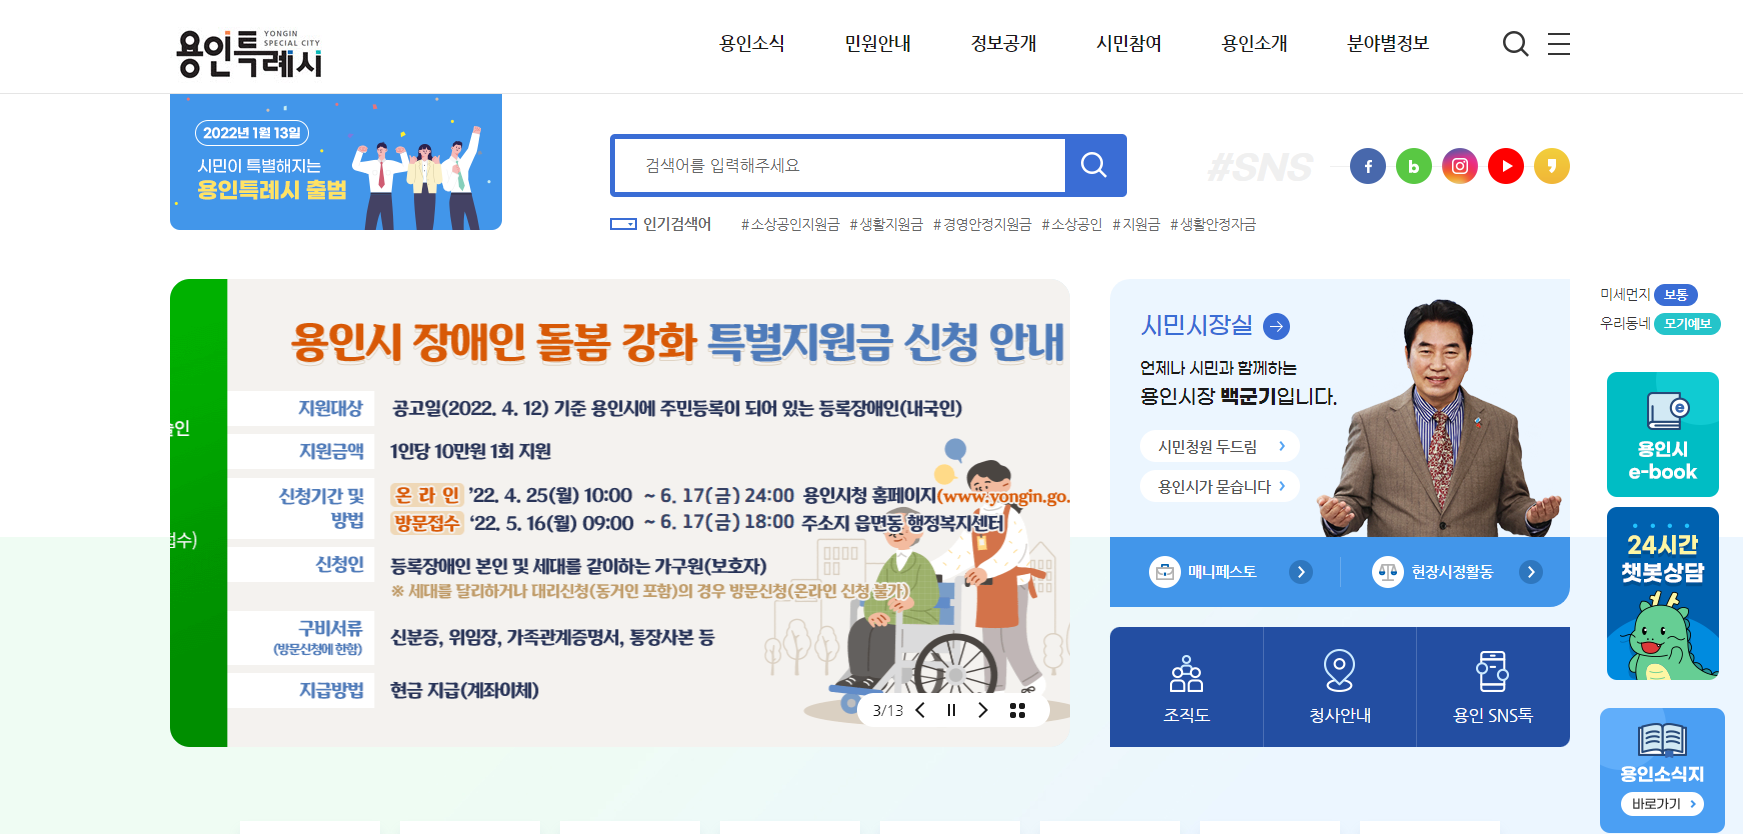 용인특례시
YONGIN
SPECIAL CITY
용인소식
민원안내
정보공개
시민참여
용인소개
분야별정보
2022년 1월 13일
시민이 특별해지는
용인특례시 출범
검색어를 입력해주세요
#SNS
인기검색어
# 소상공인지원금 # 생활지원금 # 경영안정지원금 # 소상공인 # 지원금 # 생활안정자금
용인시 장애인 돌봄 강화 특별지원금 신청 안내
지원대상
공고일(2022. 4. 12) 기준 용인시에 주민등록이 되어 있는 등록장애인(내국인)
지원금액
1인당 10만원 1회 지원
신청기간 및
방법
온 라 인 '22. 4. 25(월) 10:00 ~ 6. 17(금) 24:00 용인시청 홈페이지(www.yongin.go.
방문접수 '22. 5. 16(월) 09:00 ~ 6. 17(금) 18:00 주소지 읍면동 행정복지센터
신청인
등록장애인 본인 및 세대를 같이하는 가구원(보호자)
※ 세대를 달리하거나 대리신청(동거인 포함)의 경우 방문신청(온라인 신청 불가)
구비서류
(방문신청에 한함)
신분증, 위임장, 가족관계증명서, 통장사본 등
지급방법
현금 지급(계좌이체)
인
수)
3/13
시민시장실
언제나 시민과 함께하는
용인시장 백군기입니다.
시민청원 두드림
용인시가 묻습니다
매니페스토
현장시정활동
조직도
청사안내
용인 SNS톡
미세먼지 보통
우리동네 모기예보
용인시
e-book
24시간
챗봇상담
용인소식지
바로가기